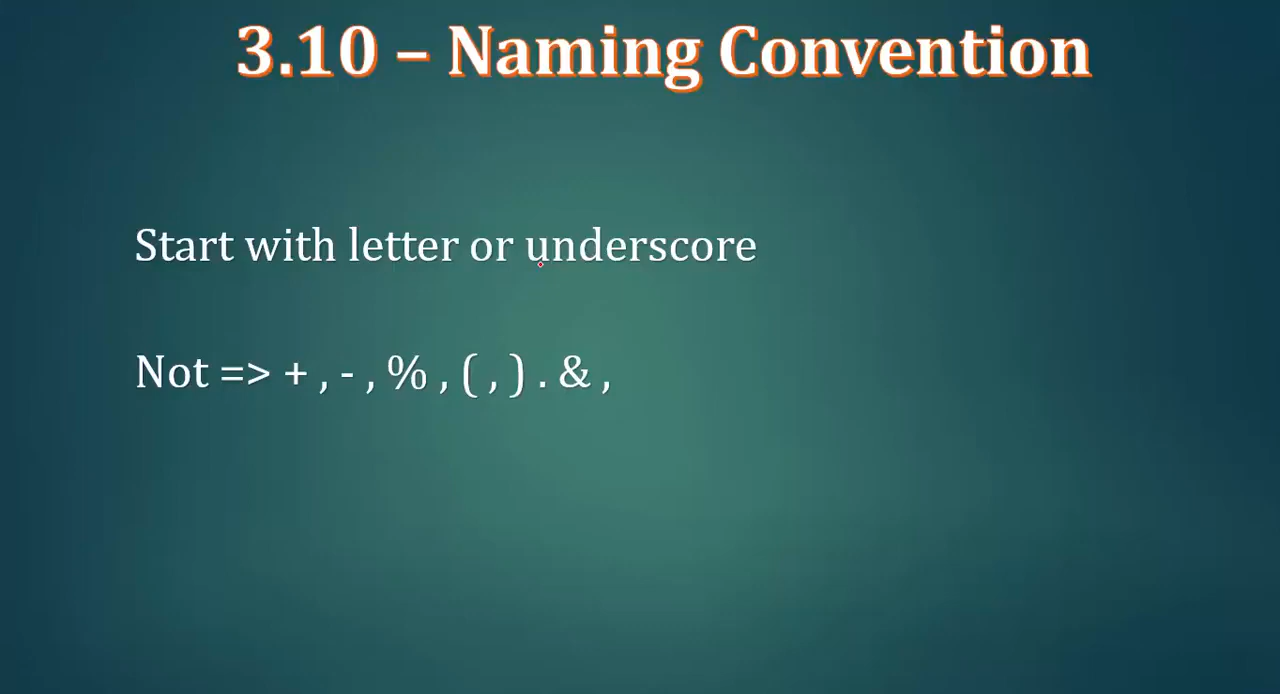 3.10 – Naming Convention
Start with letter or underscore
Not => + , - , % , ( , ) . & ,